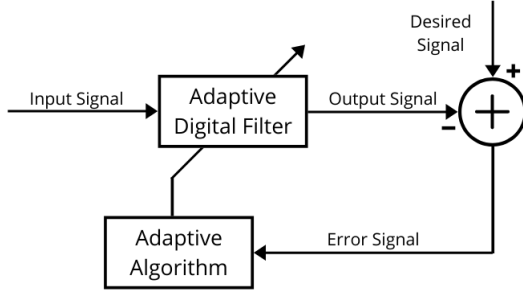 Desired
Signal
+
Input Signal
Adaptive
Digital Filter
Output Signal
+
-
Adaptive
Algorithm
Error Signal